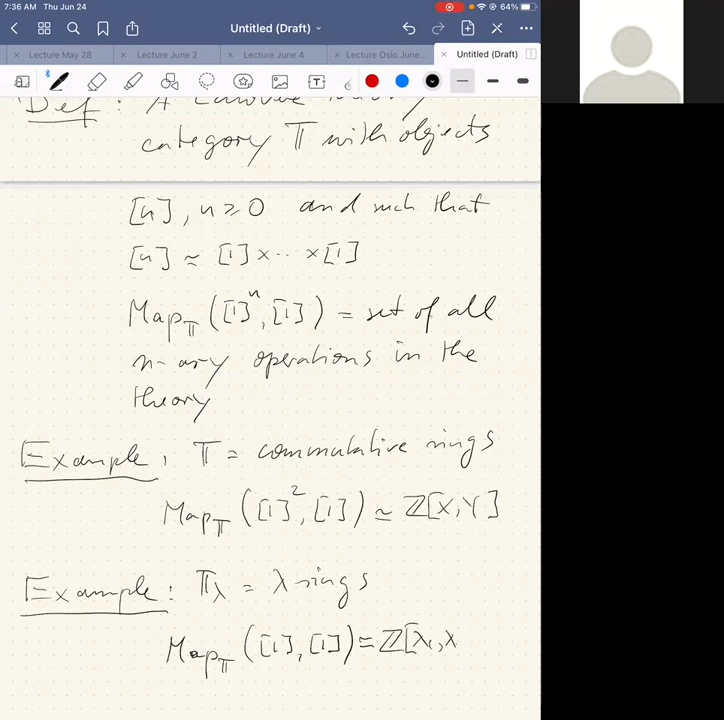 7:36 AM Thu Jun 24
64%
Untitled (Draft)
Lecture May 28
Lecture June 2
Lecture June 4
Lecture Oslo June...
Untitled (Draft)
Def: A
category 𝕋 with objects
[n], n ≥ 0 and such that
[n] ≃ [1] × ·· × [1]
Map_𝕋 ([1]^n, [1]) = set of all
n-ary operations in the
theory
Example: 𝕋 = commutative rings
Map_𝕋 ([1]^2, [1]) ≃ ℤ[X, Y]
Example: 𝕋_λ = λ rings
Map_𝕋 ([1], [1]) ≃ ℤ[λ_1, λ